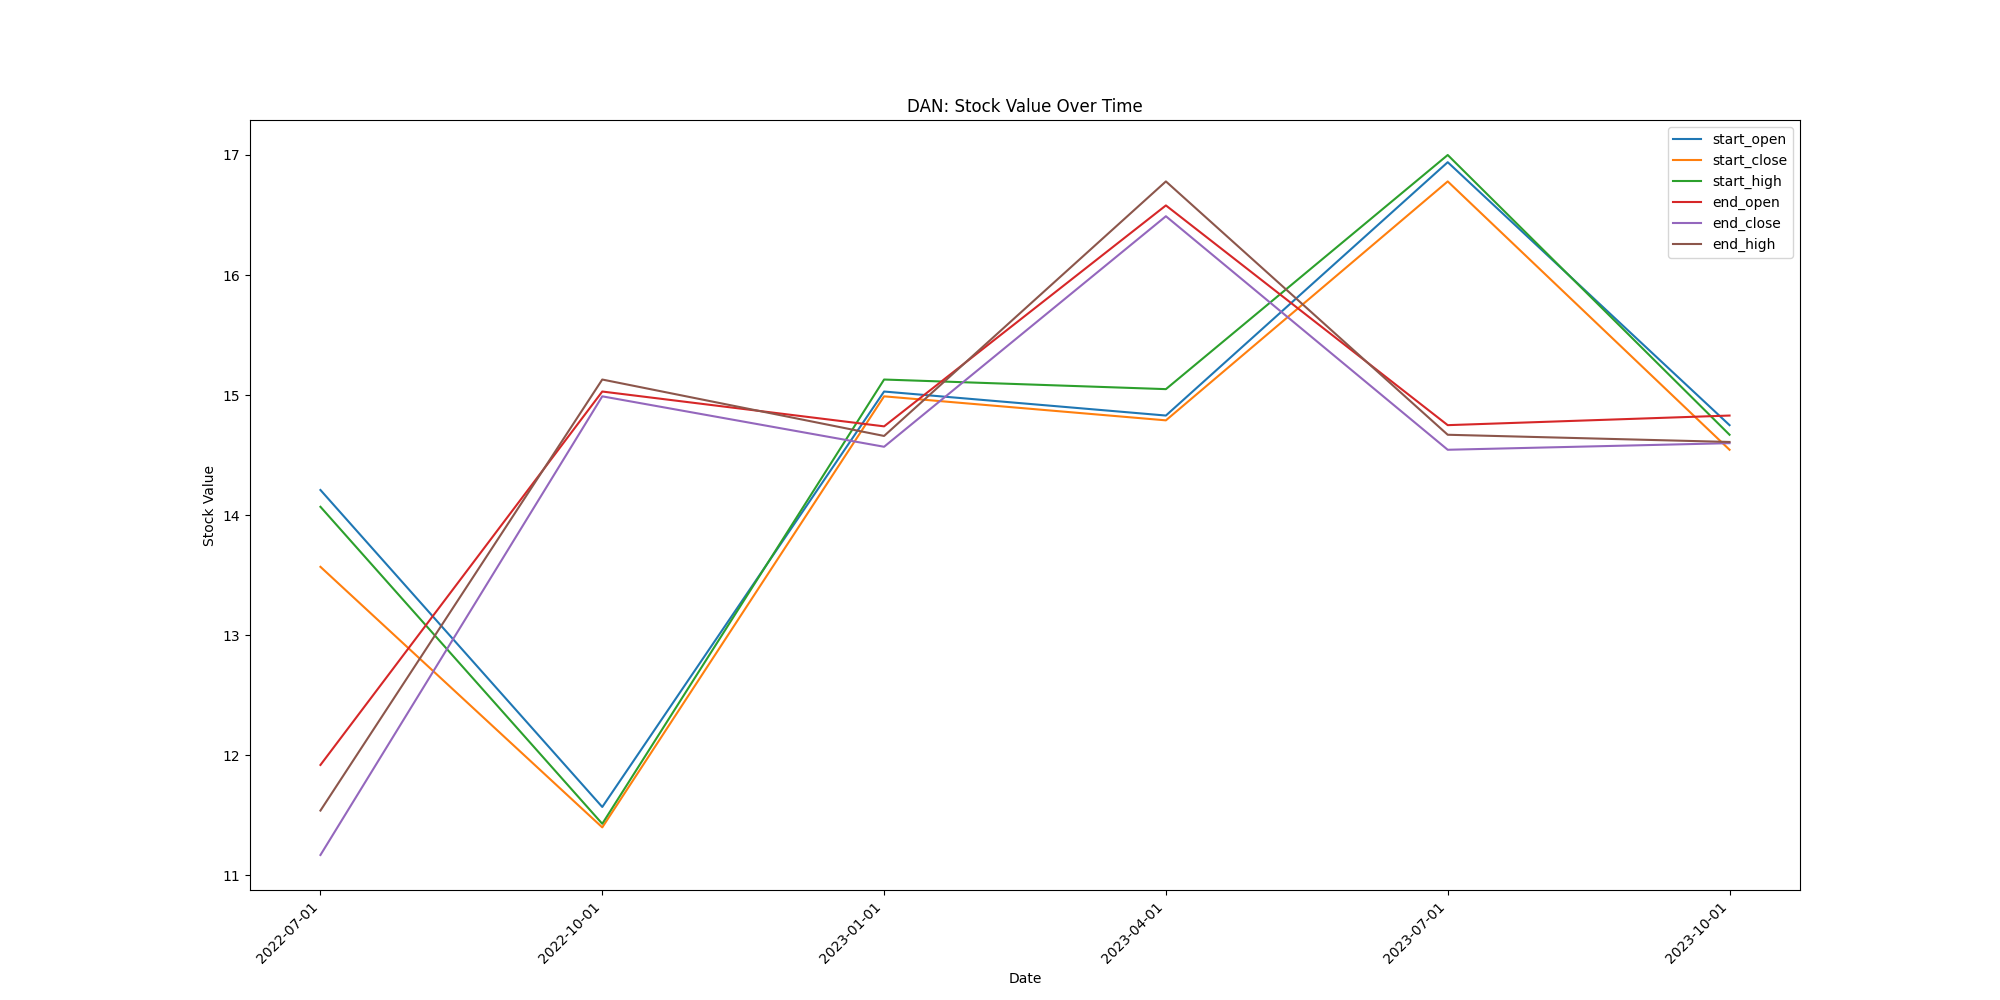 DAN: Stock Value Over Time
start_open
start_close
start_high
end_open
end_close
end_high
17
16
15
14
13
12
11
Stock Value
2022-07-01
2022-10-01
2023-01-01
2023-04-01
2023-07-01
2023-10-01
Date